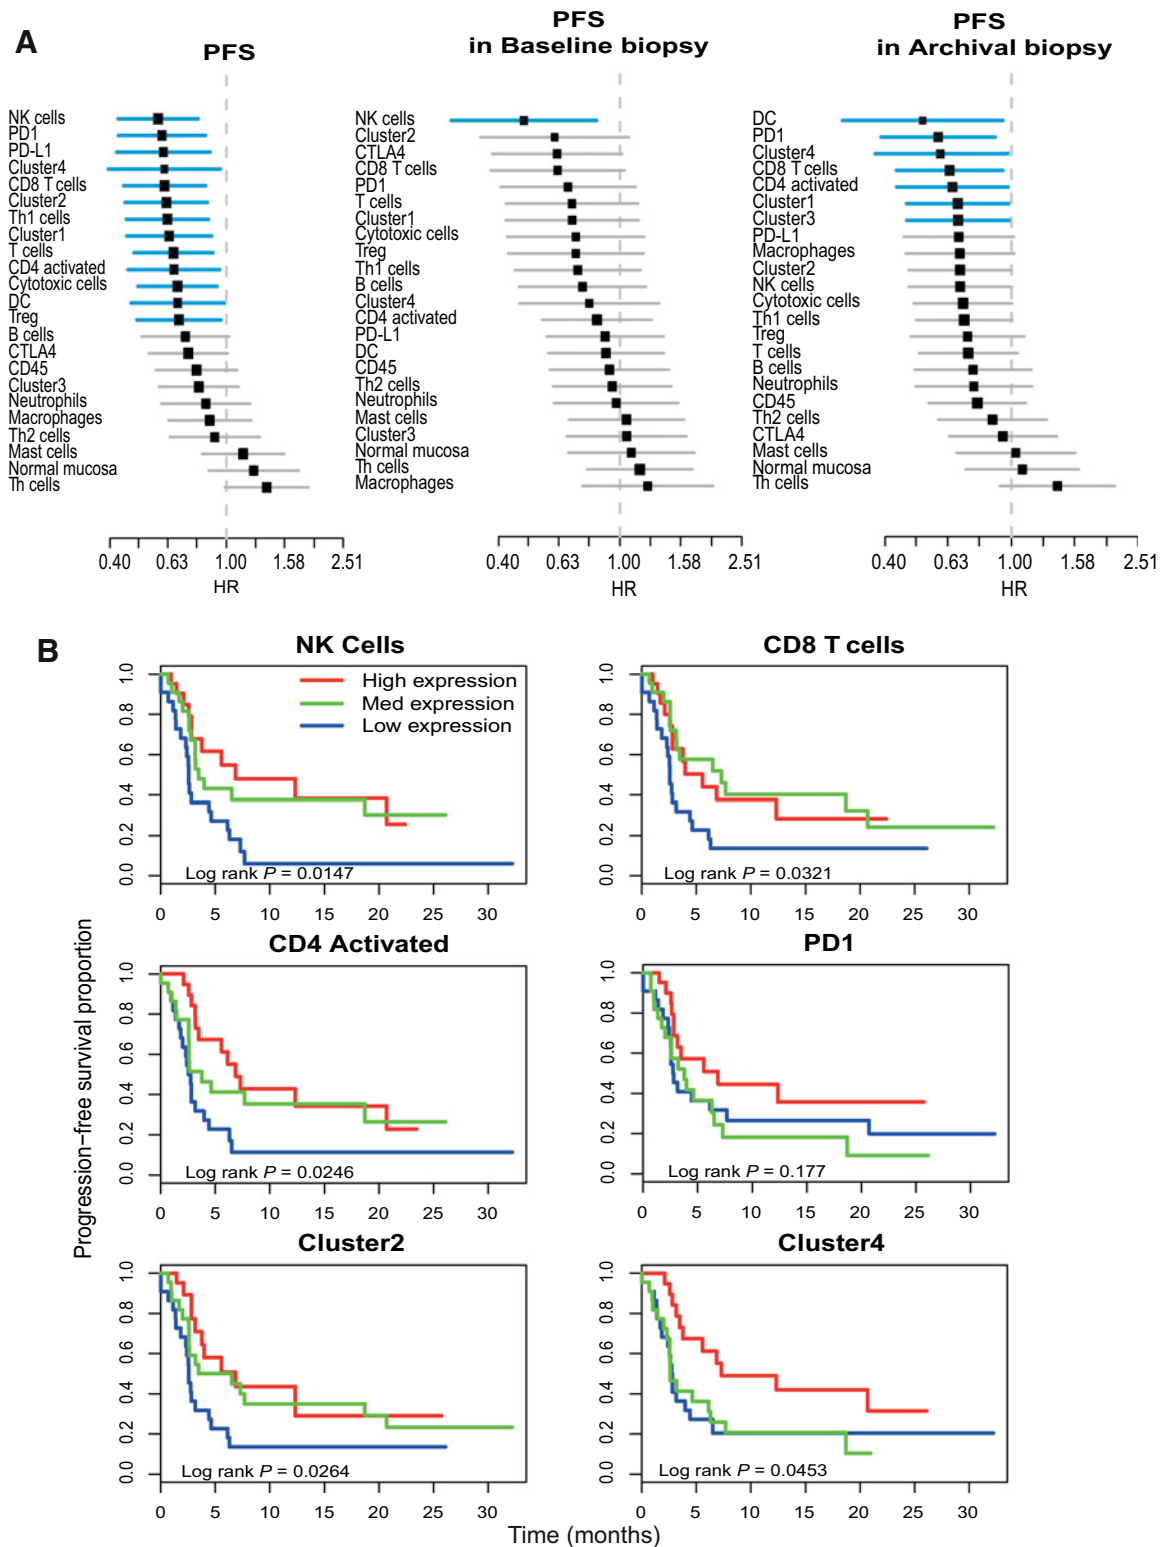 A
PFS
NK cells
PD1
PD-L1
Cluster4
CD8 T cells
Cluster2
Th1 cells
Cluster1
T cells
CD4 activated
Cytotoxic cells
DC
Treg
B cells
CTLA4
CD45
Cluster3
Neutrophils
Macrophages
Th2 cells
Mast cells
Normal mucosa
Th cells
0.40 0.63 1.00 1.58 2.51
HR
PFS
in Baseline biopsy
NK cells
Cluster2
CTLA4
CD8 T cells
PD1
T cells
Cluster1
Cytotoxic cells
Treg
Th1 cells
B cells
Cluster4
CD4 activated
PD-L1
DC
CD45
Th2 cells
Neutrophils
Mast cells
Cluster3
Normal mucosa
Th cells
Macrophages
0.40 0.63 1.00 1.58 2.51
HR
PFS
in Archival biopsy
DC
PD1
Cluster4
CD8 T cells
CD4 activated
Cluster1
Cluster3
PD-L1
Macrophages
Cluster2
NK cells
Cytotoxic cells
Th1 cells
Treg
T cells
B cells
Neutrophils
CD45
Th2 cells
CTLA4
Mast cells
Normal mucosa
Th cells
0.40 0.63 1.00 1.58 2.51
HR
B
Progression-free survival proportion
NK Cells
High expression
Med expression
Low expression
1.0
0.8
0.6
0.4
0.2
0.0
Log rank P = 0.0147
0 5 10 15 20 25 30
CD8 T cells
1.0
0.8
0.6
0.4
0.2
0.0
Log rank P = 0.0321
0 5 10 15 20 25 30
CD4 Activated
1.0
0.8
0.6
0.4
0.2
0.0
Log rank P = 0.0246
0 5 10 15 20 25 30
PD1
1.0
0.8
0.6
0.4
0.2
0.0
Log rank P = 0.177
0 5 10 15 20 25 30
Cluster2
1.0
0.8
0.6
0.4
0.2
0.0
Log rank P = 0.0264
0 5 10 15 20 25 30
Cluster4
1.0
0.8
0.6
0.4
0.2
0.0
Log rank P = 0.0453
0 5 10 15 20 25 30
Time (months)